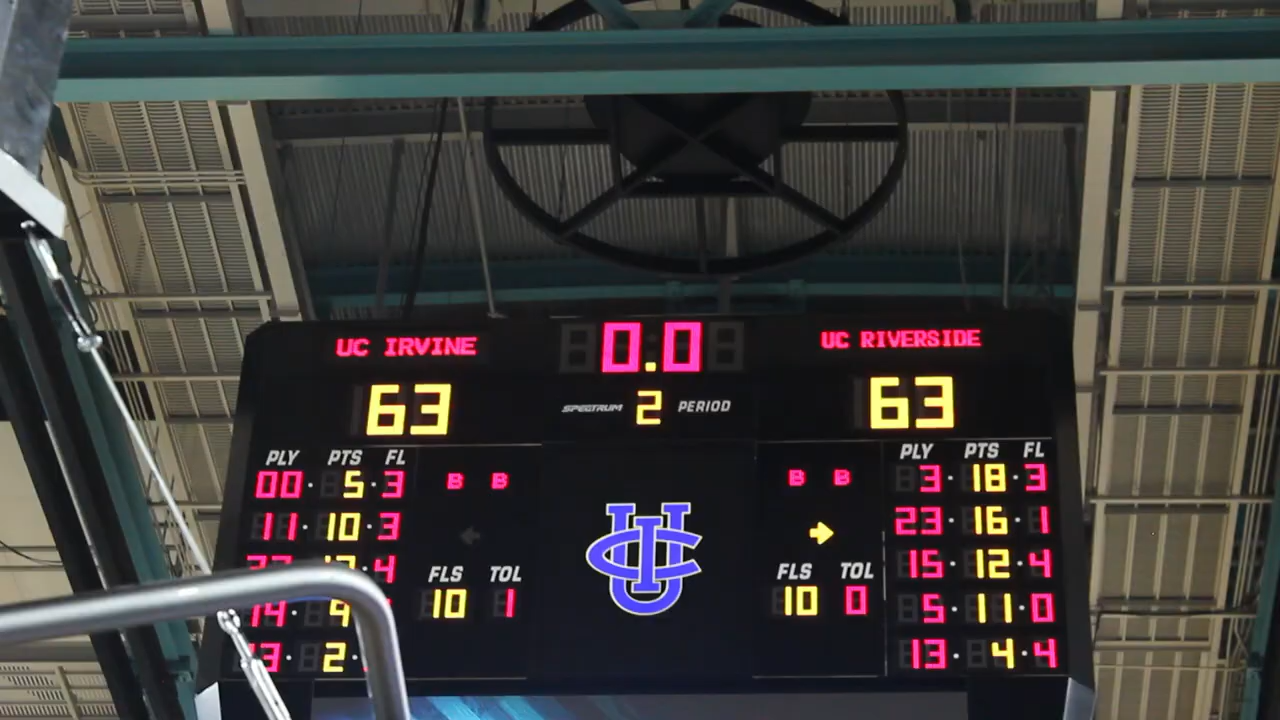 UC IRVINE 0.0 UC RIVERSIDE
63 SPECTRUM 2 PERIOD 63
PLY PTS FL PLY PTS FL
00 5 3 B B B B 3 18 3
11 10 3 23 16 1
4 15 12 4
FLS TOL FLS TOL
10 1 10 0
14 9 5 11 0
2 13 4 4
UCI